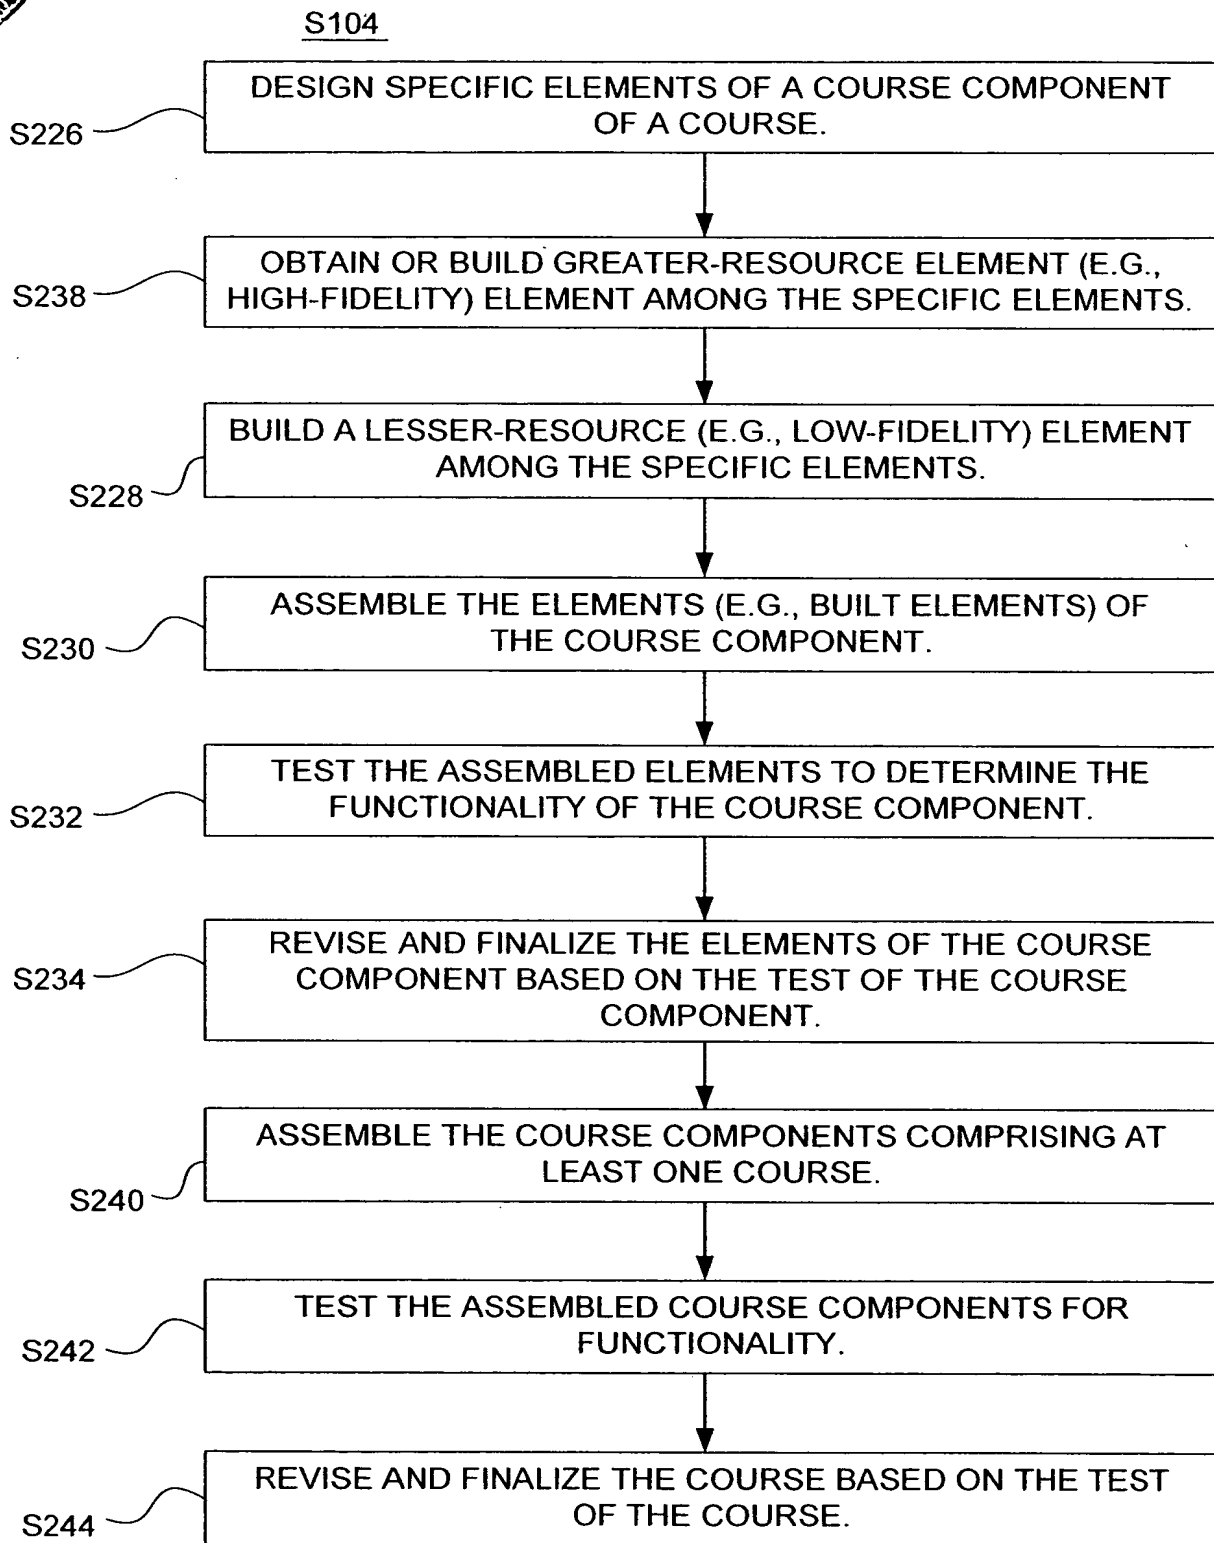 S104
DESIGN SPECIFIC ELEMENTS OF A COURSE COMPONENT
OF A COURSE.
S226
OBTAIN OR BUILD GREATER-RESOURCE ELEMENT (E.G.,
HIGH-FIDELITY) ELEMENT AMONG THE SPECIFIC ELEMENTS.
S238
BUILD A LESSER-RESOURCE (E.G., LOW-FIDELITY) ELEMENT
AMONG THE SPECIFIC ELEMENTS.
S228
ASSEMBLE THE ELEMENTS (E.G., BUILT ELEMENTS) OF
THE COURSE COMPONENT.
S230
TEST THE ASSEMBLED ELEMENTS TO DETERMINE THE
FUNCTIONALITY OF THE COURSE COMPONENT.
S232
REVISE AND FINALIZE THE ELEMENTS OF THE COURSE
COMPONENT BASED ON THE TEST OF THE COURSE
COMPONENT.
S234
ASSEMBLE THE COURSE COMPONENTS COMPRISING AT
LEAST ONE COURSE.
S240
TEST THE ASSEMBLED COURSE COMPONENTS FOR
FUNCTIONALITY.
S242
REVISE AND FINALIZE THE COURSE BASED ON THE TEST
OF THE COURSE.
S244